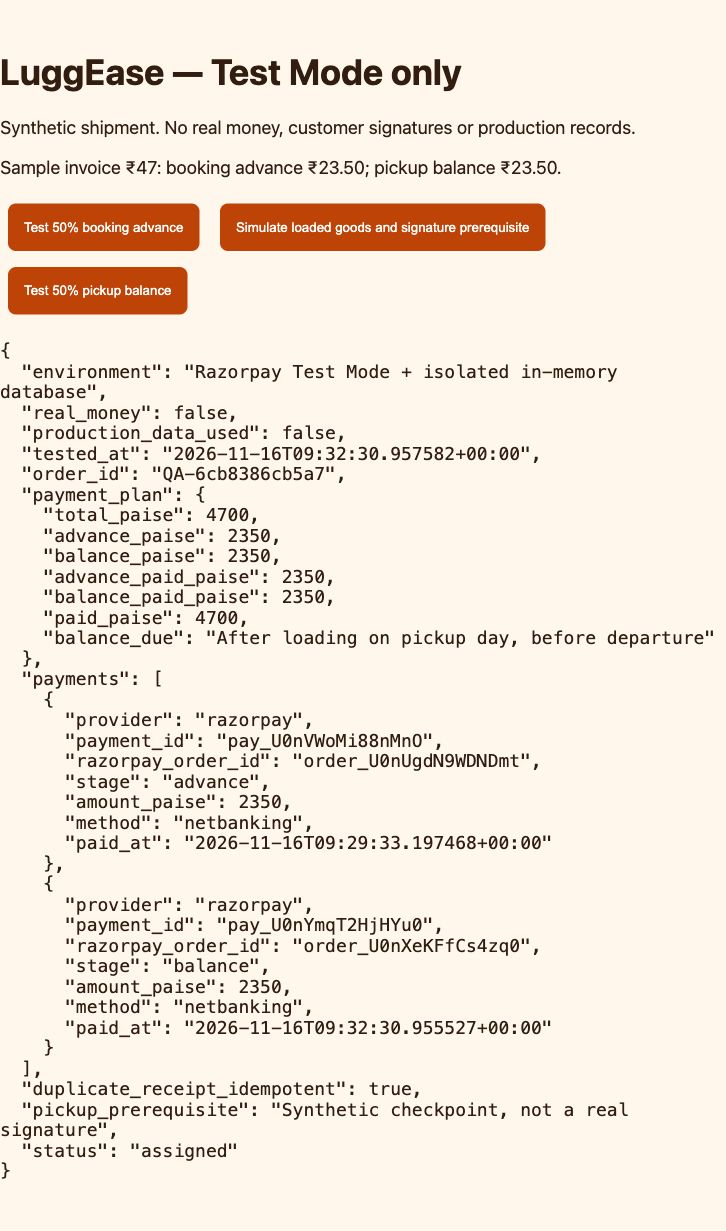 LuggEase — Test Mode only
Synthetic shipment. No real money, customer signatures or production records.
Sample invoice ₹47: booking advance ₹23.50; pickup balance ₹23.50.
Test 50% booking advance
Simulate loaded goods and signature prerequisite
Test 50% pickup balance
{
  "environment": "Razorpay Test Mode + isolated in-memory
database",
  "real_money": false,
  "production_data_used": false,
  "tested_at": "2026-11-16T09:32:30.957582+00:00",
  "order_id": "QA-6cb8386cb5a7",
  "payment_plan": {
    "total_paise": 4700,
    "advance_paise": 2350,
    "balance_paise": 2350,
    "advance_paid_paise": 2350,
    "balance_paid_paise": 2350,
    "paid_paise": 4700,
    "balance_due": "After loading on pickup day, before departure"
  },
  "payments": [
    {
      "provider": "razorpay",
      "payment_id": "pay_U0nVWoMi88nMnO",
      "razorpay_order_id": "order_U0nUgdN9WDNDmt",
      "stage": "advance",
      "amount_paise": 2350,
      "method": "netbanking",
      "paid_at": "2026-11-16T09:29:33.197468+00:00"
    },
    {
      "provider": "razorpay",
      "payment_id": "pay_U0nYmqT2HjHYu0",
      "razorpay_order_id": "order_U0nXeKFfCs4zq0",
      "stage": "balance",
      "amount_paise": 2350,
      "method": "netbanking",
      "paid_at": "2026-11-16T09:32:30.955527+00:00"
    }
  ],
  "duplicate_receipt_idempotent": true,
  "pickup_prerequisite": "Synthetic checkpoint, not a real
signature",
  "status": "assigned"
}